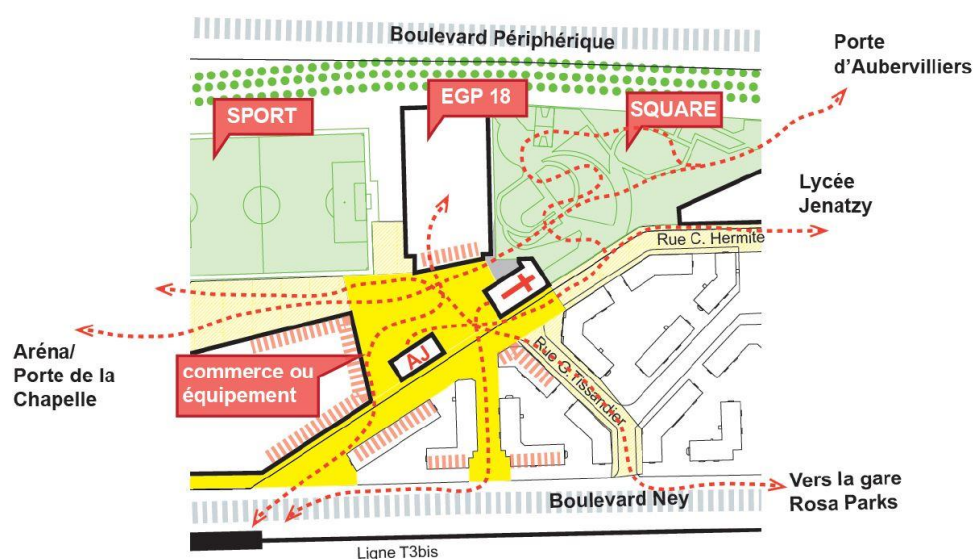 Boulevard Périphérique
Porte
d'Aubervilliers
SPORT
EGP 18
SQUARE
Lycée
Jenatzy
Rue C. Hermite
Aréna/
Porte de la
Chapelle
commerce ou
équipement
AJ
Rue G. Tissandier
Vers la gare
Rosa Parks
Boulevard Ney
Ligne T3bis